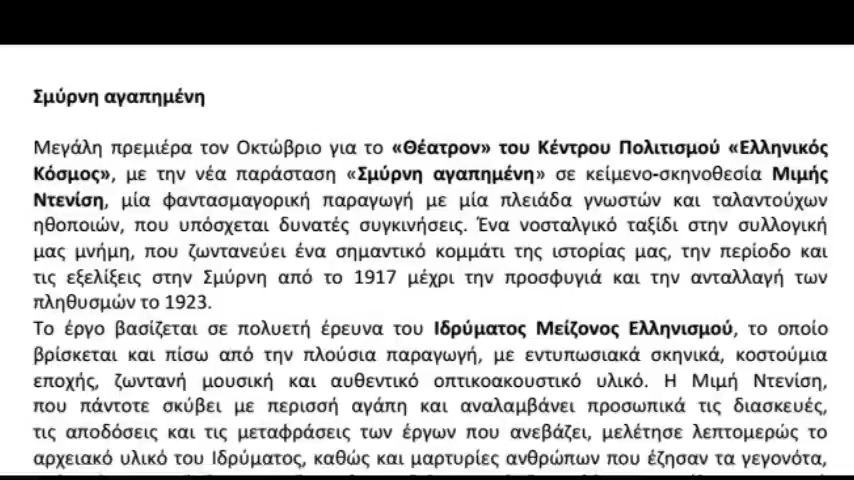 Σμύρνη αγαπημένη
Μεγάλη πρεμιέρα τον Οκτώβριο για το «Θέατρον» του Κέντρου Πολιτισμού «Ελληνικός
Κόσμος», με την νέα παράσταση «Σμύρνη αγαπημένη» σε κείμενο-σκηνοθεσία Μιμής
Ντενίση, μία φαντασμαγορική παραγωγή με μία πλειάδα γνωστών και ταλαντούχων
ηθοποιών, που υπόσχεται δυνατές συγκινήσεις. Ένα νοσταλγικό ταξίδι στην συλλογική
μας μνήμη, που ζωντανεύει ένα σημαντικό κομμάτι της ιστορίας μας, την περίοδο και
τις εξελίξεις στην Σμύρνη από το 1917 μέχρι την προσφυγιά και την ανταλλαγή των
πληθυσμών το 1923.
Το έργο βασίζεται σε πολυετή έρευνα του Ιδρύματος Μείζονος Ελληνισμού, το οποίο
βρίσκεται και πίσω από την πλούσια παραγωγή, με εντυπωσιακά σκηνικά, κοστούμια
εποχής, ζωντανή μουσική και αυθεντικό οπτικοακουστικό υλικό. Η Μιμή Ντενίση,
που πάντοτε σκύβει με περισσή αγάπη και αναλαμβάνει προσωπικά τις διασκευές,
τις αποδόσεις και τις μεταφράσεις των έργων που ανεβάζει, μελέτησε λεπτομερώς το
αρχειακό υλικό του Ιδρύματος, καθώς και μαρτυρίες ανθρώπων που έζησαν τα γεγονότα,